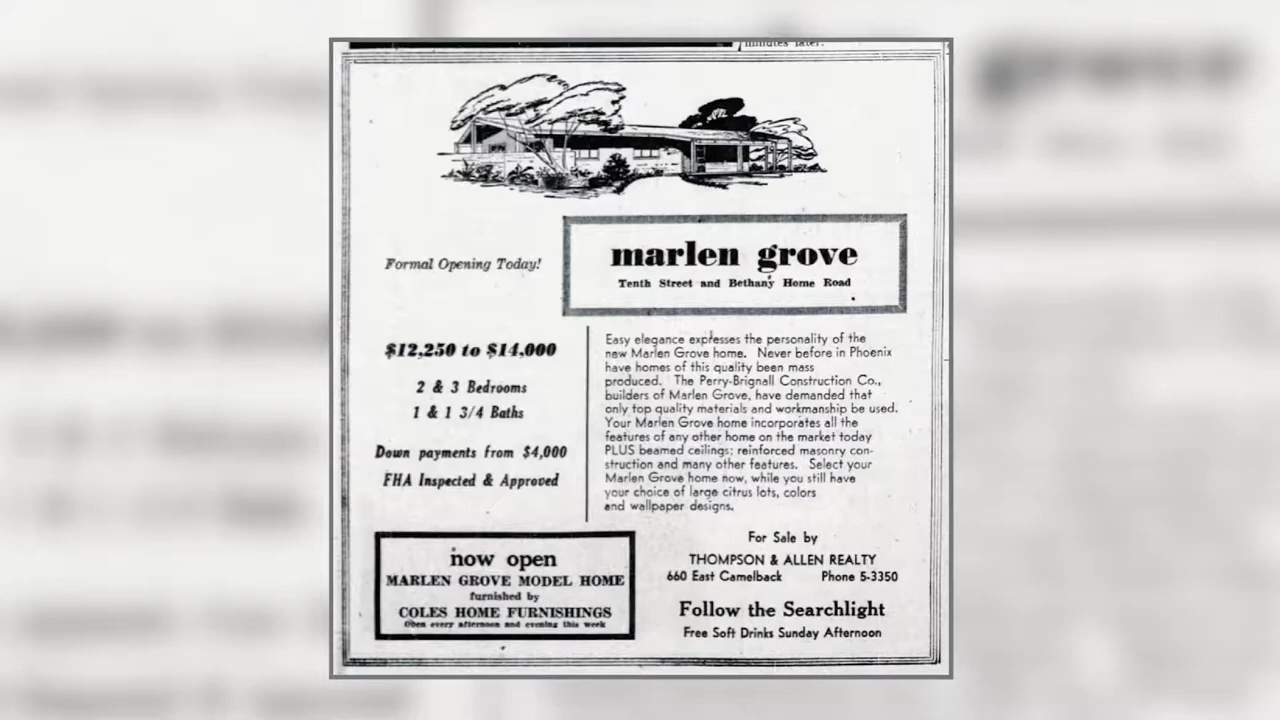 minutes later.
Formal Opening Today!
marlen grove
Tenth Street and Bethany Home Road
$12,250 to $14,000
2 & 3 Bedrooms
1 & 1 3/4 Baths
Down payments from $4,000
FHA Inspected & Approved
Easy elegance expresses the personality of the
new Marlen Grove home. Never before in Phoenix
have homes of this quality been mass
produced. The Perry-Brignall Construction Co.,
builders of Marlen Grove, have demanded that
only top quality materials and workmanship be used.
Your Marlen Grove home incorporates all the
features of any other home on the market today
PLUS beamed ceilings; reinforced masonry con-
struction and many other features. Select your
Marlen Grove home now, while you still have
your choice of large citrus lots, colors
and wallpaper designs.
now open
MARLEN GROVE MODEL HOME
furnished by
COLES HOME FURNISHINGS
Open every afternoon and evening this week
For Sale by
THOMPSON & ALLEN REALTY
660 East Camelback Phone 5-3350
Follow the Searchlight
Free Soft Drinks Sunday Afternoon